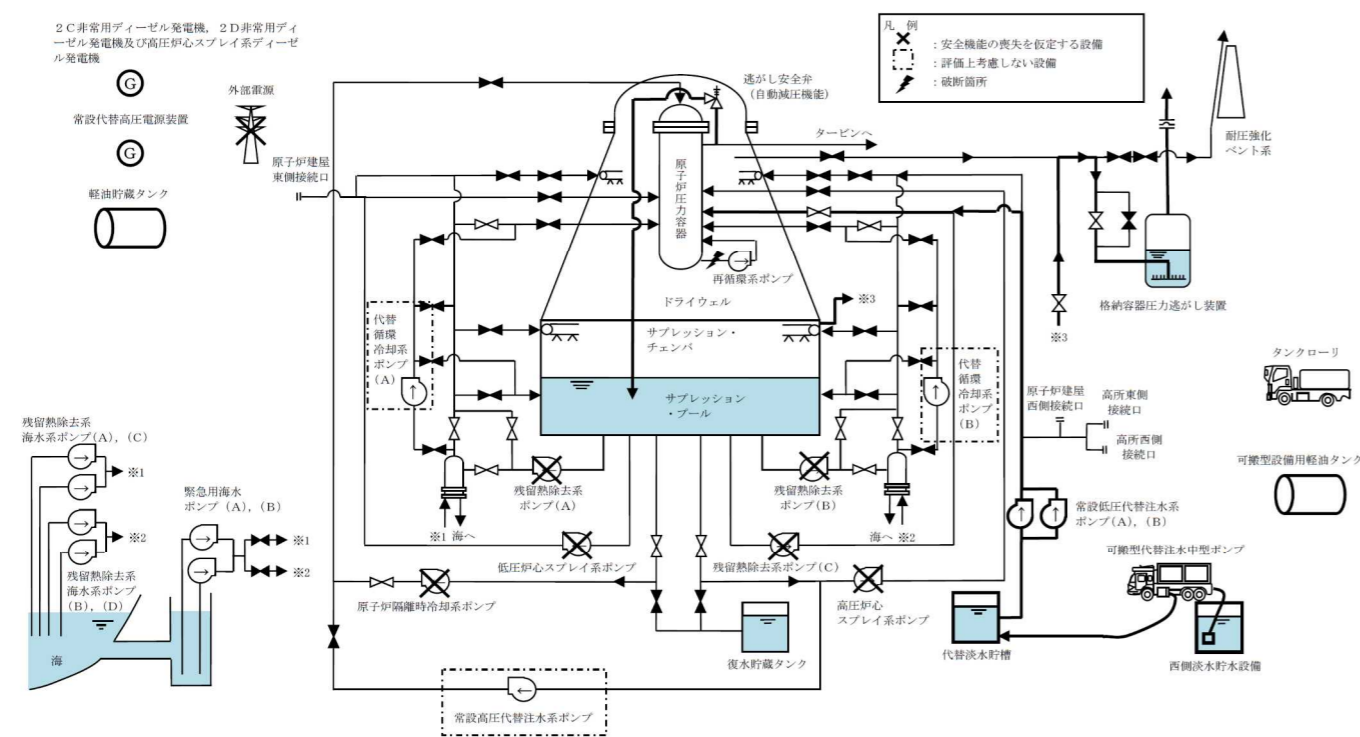 2C非常用ディーゼル発電機，2D非常用ディ
ーゼル発電機及び高圧炉心スプレイ系ディーゼ
ル発電機
G
外部電源
常設代替高圧電源装置
G
原子炉建屋
東側接続口
軽油貯蔵タンク
逃がし安全弁
（自動減圧機能）
凡 例
：安全機能の喪失を仮定する設備
：評価上考慮しない設備
：破断箇所
タービンへ
耐圧強化
ベント系
原子炉圧力容器
再循環系ポンプ
ドライウェル
※3
格納容器圧力逃がし装置
※3
代替
循環
冷却系
ポンプ
(A)
サプレッション・
チェンバ
サプレッション
・プール
代替
循環
冷却系
ポンプ
(B)
タンクローリ
原子炉建屋
西側接続口
高所東側
接続口
高所西側
接続口
可搬型設備用軽油タンク
残留熱除去系
海水系ポンプ(A)，(C)
※1
※2
残留熱除去系
海水系ポンプ
(B)，(D)
海
緊急用海水
ポンプ(A)，(B)
※1
※2
残留熱除去系
ポンプ(A)
残留熱除去系
ポンプ(B)
※1 海へ
海へ ※2
常設低圧代替注水系
ポンプ(A)，(B)
低圧炉心スプレイ系ポンプ
残留熱除去系ポンプ(C)
原子炉隔離時冷却系ポンプ
高圧炉心
スプレイ系ポンプ
可搬型代替注水中型ポンプ
復水貯蔵タンク
代替淡水貯槽
西側淡水貯水設備
常設高圧代替注水系ポンプ